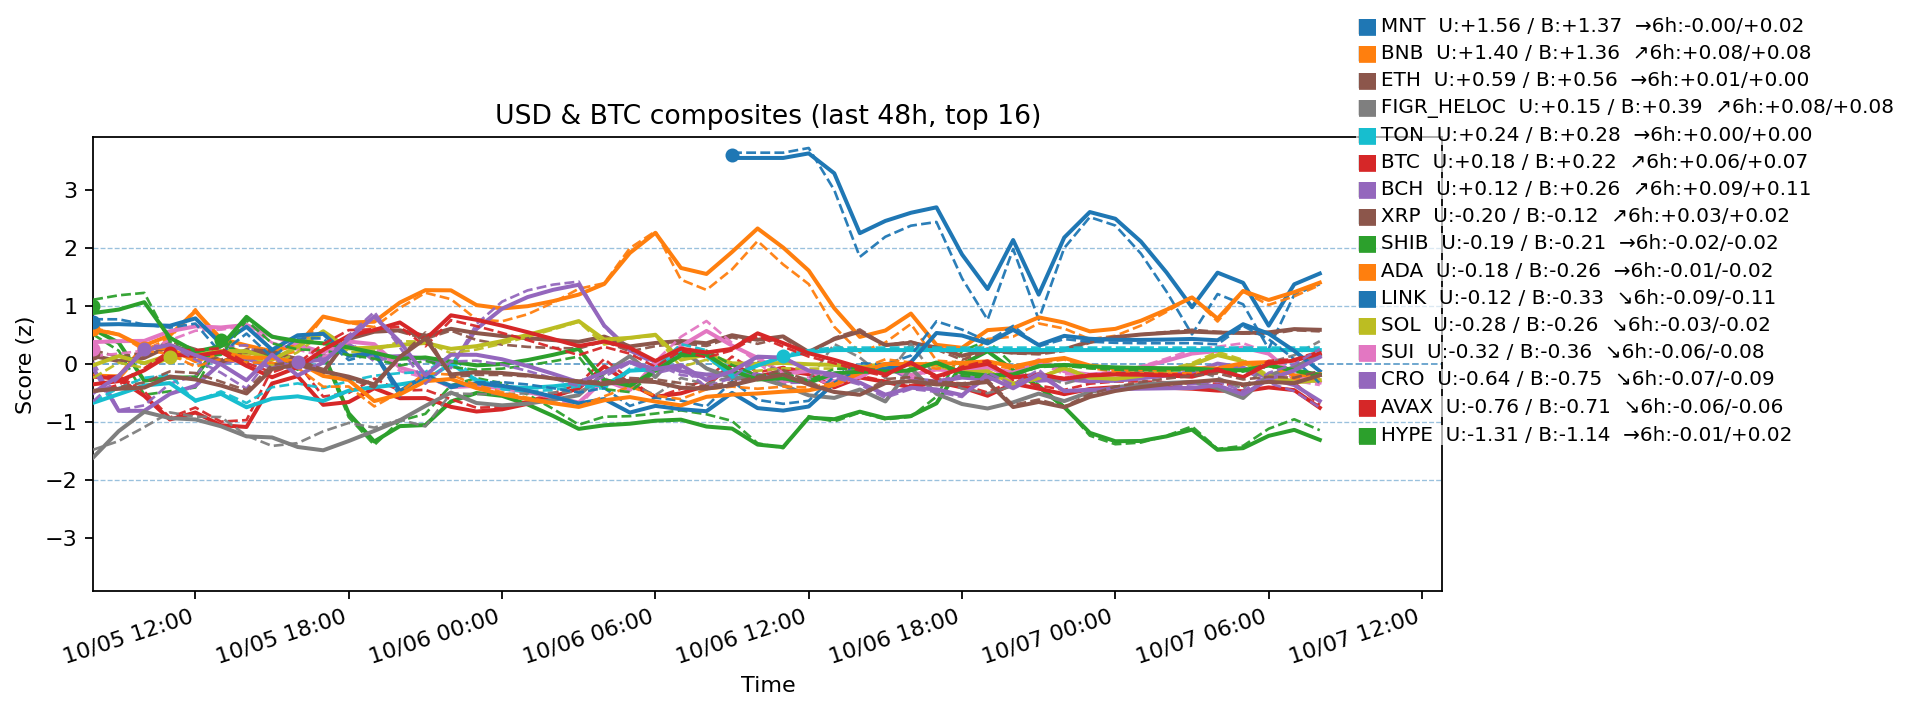 MNT  U:+1.56 / B:+1.37  →6h:-0.00/+0.02
BNB  U:+1.40 / B:+1.36  ↗6h:+0.08/+0.08
ETH  U:+0.59 / B:+0.56  →6h:+0.01/+0.00
FIGR_HELOC  U:+0.15 / B:+0.39  ↗6h:+0.08/+0.08
TON  U:+0.24 / B:+0.28  →6h:+0.00/+0.00
BTC  U:+0.18 / B:+0.22  ↗6h:+0.06/+0.07
BCH  U:+0.12 / B:+0.26  ↗6h:+0.09/+0.11
XRP  U:-0.20 / B:-0.12  ↗6h:+0.03/+0.02
SHIB  U:-0.19 / B:-0.21  →6h:-0.02/-0.02
ADA  U:-0.18 / B:-0.26  →6h:-0.01/-0.02
LINK  U:-0.12 / B:-0.33  ↘6h:-0.09/-0.11
SOL  U:-0.28 / B:-0.26  ↘6h:-0.03/-0.02
SUI  U:-0.32 / B:-0.36  ↘6h:-0.06/-0.08
CRO  U:-0.64 / B:-0.75  ↘6h:-0.07/-0.09
AVAX  U:-0.76 / B:-0.71  ↘6h:-0.06/-0.06
HYPE  U:-1.31 / B:-1.14  →6h:-0.01/+0.02
USD & BTC composites (last 48h, top 16)
Score (z)
3
2
1
0
−1
−2
−3
10/05 12:00
10/05 18:00
10/06 00:00
10/06 06:00
10/06 12:00
10/06 18:00
10/07 00:00
10/07 06:00
10/07 12:00
Time